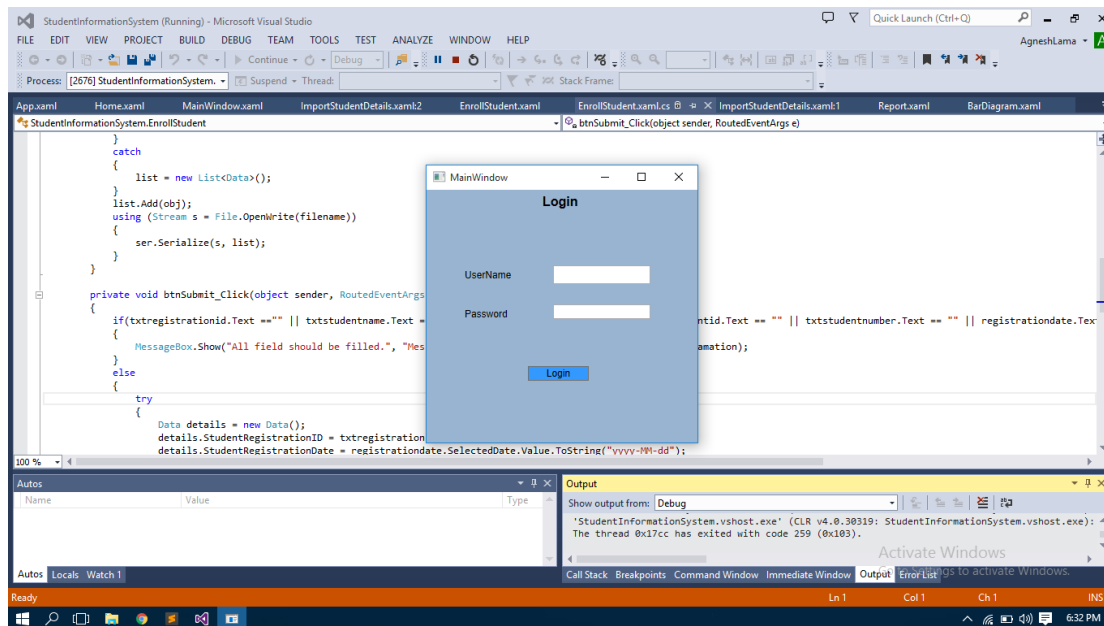 StudentInformationSystem (Running) - Microsoft Visual Studio
Quick Launch (Ctrl+Q)
FILE EDIT VIEW PROJECT BUILD DEBUG TEAM TOOLS TEST ANALYZE WINDOW HELP
AgneshLama
Continue Debug
Process: [2676] StudentInformationSystem. Suspend Thread: Stack Frame:
App.xaml Home.xaml MainWindow.xaml ImportStudentDetails.xaml:2 EnrollStudent.xaml EnrollStudent.xaml.cs ImportStudentDetails.xaml:1 Report.xaml BarDiagram.xaml
StudentInformationSystem.EnrollStudent btnSubmit_Click(object sender, RoutedEventArgs e)
}
catch
{
list = new List<Data>();
}
list.Add(obj);
using (Stream s = File.OpenWrite(filename))
{
ser.Serialize(s, list);
}
}
private void btnSubmit_Click(object sender, RoutedEventArgs
{
if(txtregistrationid.Text =="" || txtstudentname.Text = ntid.Text == "" || txtstudentnumber.Text == "" || registrationdate.Tex
{
MessageBox.Show("All field should be filled.", "Mes amation);
}
else
{
try
{
Data details = new Data();
details.StudentRegistrationID = txtregistration
details.StudentRegistrationDate = registrationdate.SelectedDate.Value.ToString("yyyy-MM-dd");
MainWindow
Login
UserName
Password
Login
100 %
Autos
Name Value Type
Autos Locals Watch 1
Output
Show output from: Debug
'StudentInformationSystem.vshost.exe' (CLR v4.0.30319: StudentInformationSystem.vshost.exe):
The thread 0x17cc has exited with code 259 (0x103).
Activate Windows
Go to Settings to activate Windows.
Call Stack Breakpoints Command Window Immediate Window Output Error List
Ready Ln 1 Col 1 Ch 1 INS
6:32 PM